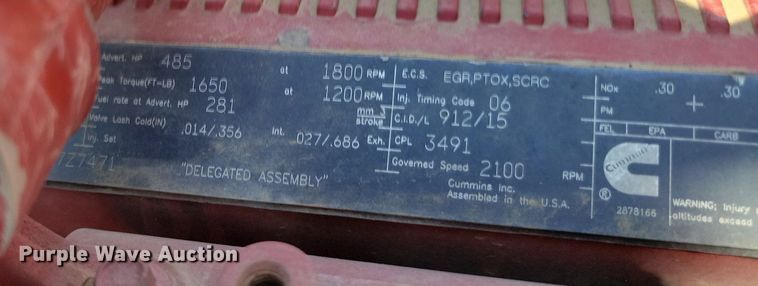 Advert. HP 485 at 1800 RPM
Peak Torque(FT-LB) 1650 at 1200 RPM
Fuel rate at Advert. HP 281 mm3 stroke
Valve Lash Cold(IN) .014/.356 Int. .027/.686 Exh.
Inj. Set
7Z7471
"DELEGATED ASSEMBLY"
E.C.S. EGR,PTOX,SCRC
Inj. Timing Code 06
C.I.D./L 912/15
CPL 3491
Governed Speed 2100 RPM
Cummins Inc.
Assembled in the U.S.A.
NOx .30 + .30
PM
FEL EPA CARB
Cummins
®
2878166
WARNING: Injury
altitudes exceed
Purple Wave Auction